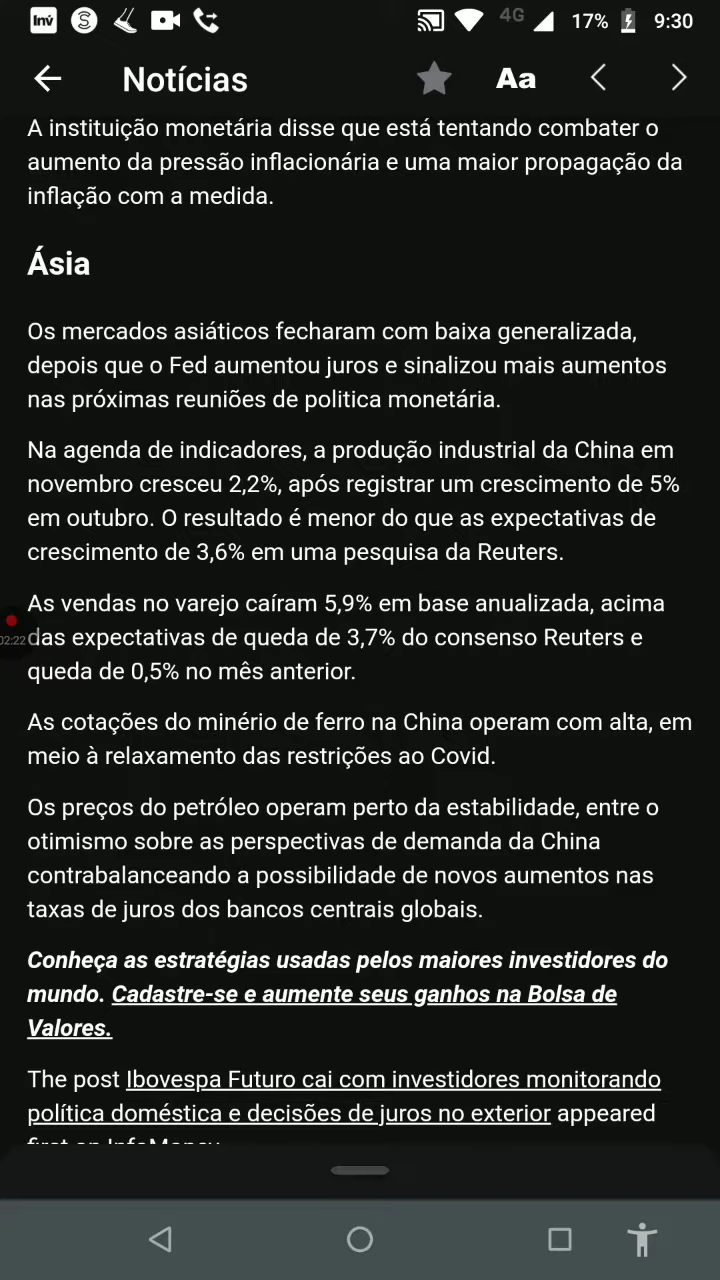 Inv
S
4G
17%
9:30
Notícias
Aa
A instituição monetária disse que está tentando combater o
aumento da pressão inflacionária e uma maior propagação da
inflação com a medida.
Ásia
Os mercados asiáticos fecharam com baixa generalizada,
depois que o Fed aumentou juros e sinalizou mais aumentos
nas próximas reuniões de politica monetária.
Na agenda de indicadores, a produção industrial da China em
novembro cresceu 2,2%, após registrar um crescimento de 5%
em outubro. O resultado é menor do que as expectativas de
crescimento de 3,6% em uma pesquisa da Reuters.
As vendas no varejo caíram 5,9% em base anualizada, acima
02:22
das expectativas de queda de 3,7% do consenso Reuters e
queda de 0,5% no mês anterior.
As cotações do minério de ferro na China operam com alta, em
meio à relaxamento das restrições ao Covid.
Os preços do petróleo operam perto da estabilidade, entre o
otimismo sobre as perspectivas de demanda da China
contrabalanceando a possibilidade de novos aumentos nas
taxas de juros dos bancos centrais globais.
Conheça as estratégias usadas pelos maiores investidores do
mundo. Cadastre-se e aumente seus ganhos na Bolsa de
Valores.
The post Ibovespa Futuro cai com investidores monitorando
política doméstica e decisões de juros no exterior appeared
first on InfoMoney.